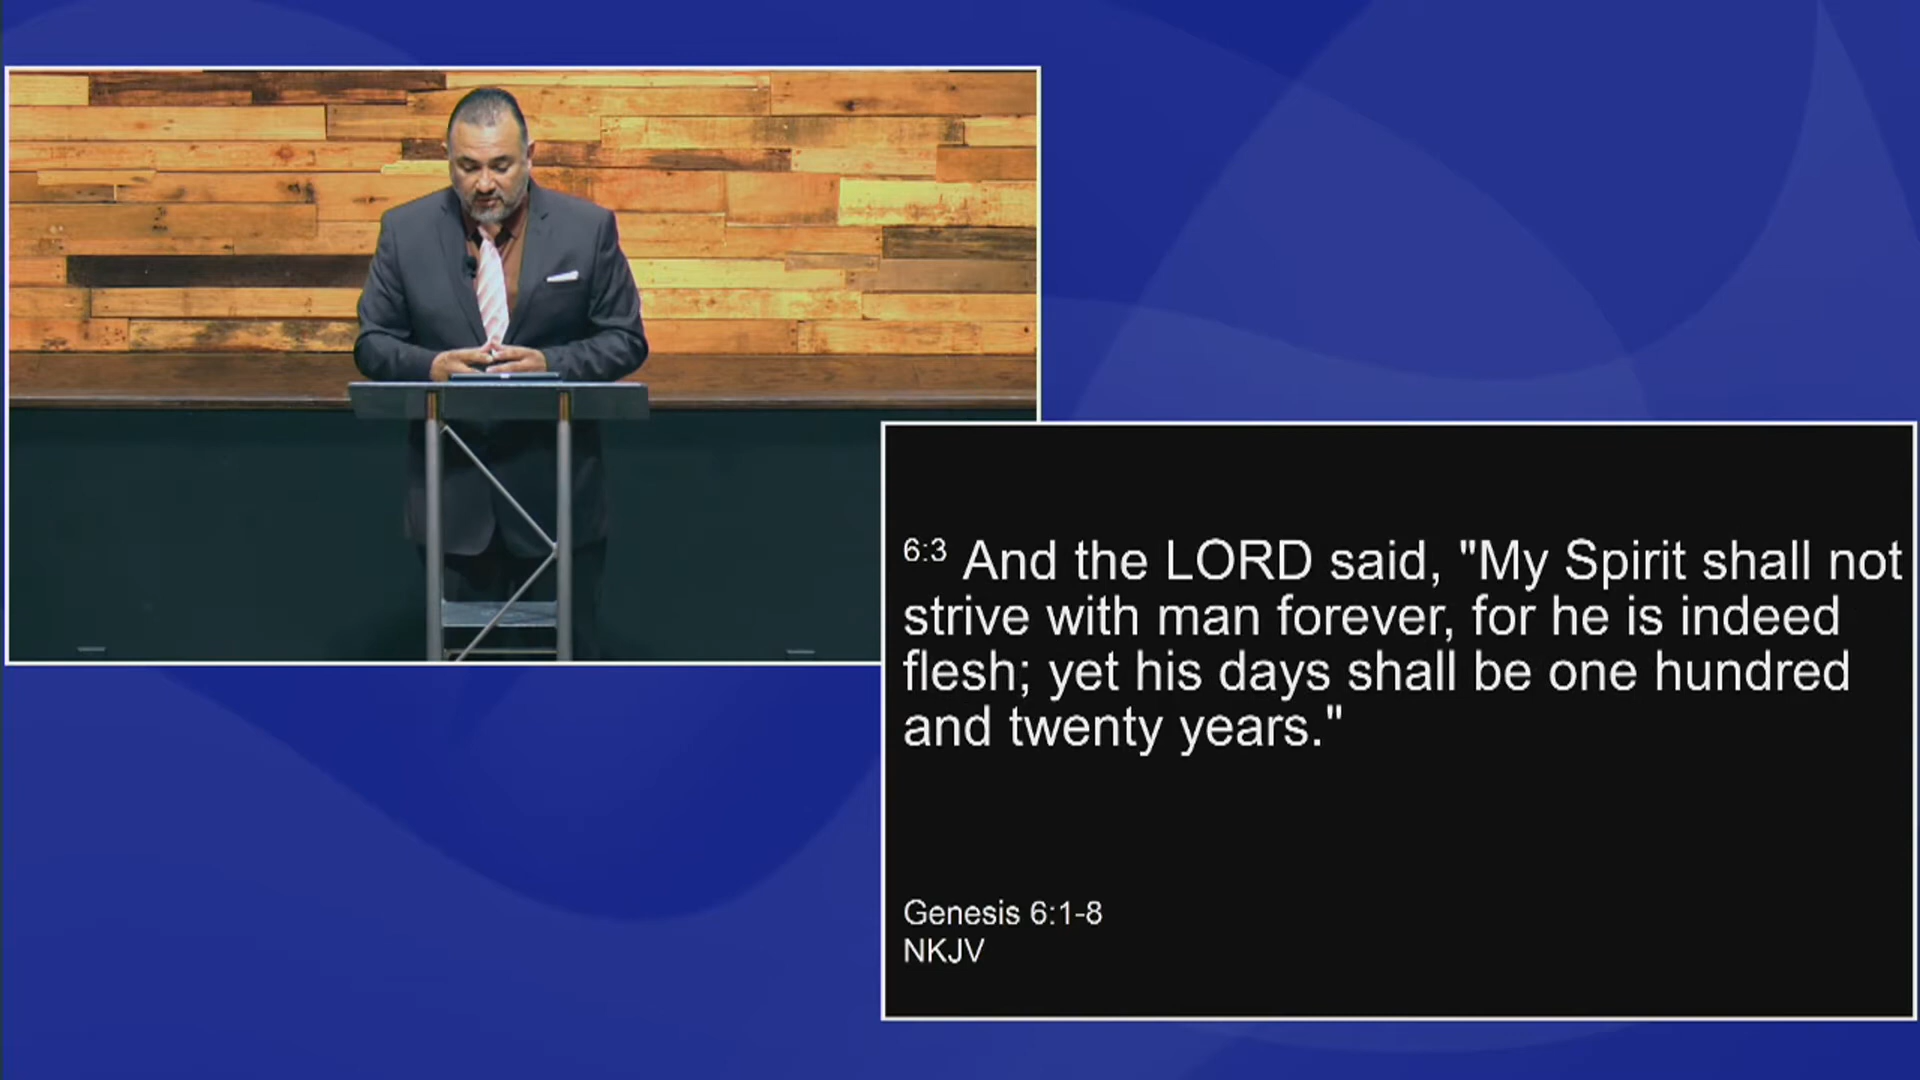 6:3 And the LORD said, "My Spirit shall not
strive with man forever, for he is indeed
flesh; yet his days shall be one hundred
and twenty years."
Genesis 6:1-8
NKJV